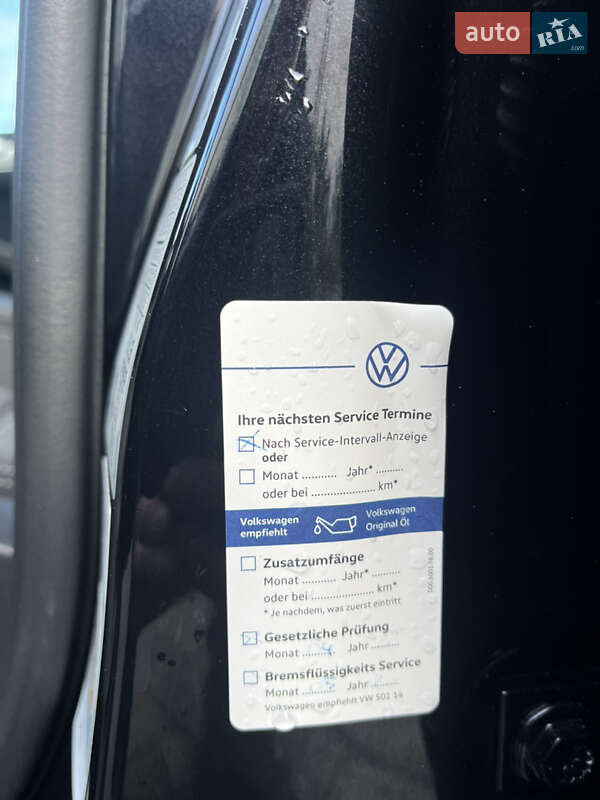 auto RIA
.com
Ihre nächsten Service Termine
Nach Service-Intervall-Anzeige
oder
Monat ........... Jahr* ..........
oder bei ..................... km*
Volkswagen empfiehlt
Volkswagen Original Öl
Zusatzumfänge
Monat ........... Jahr* ..........
oder bei ..................... km*
* Je nachdem, was zuerst eintritt
Gesetzliche Prüfung
Monat ........... Jahr ..........
Bremsflüssigkeits Service
Monat ........... Jahr ..........
Volkswagen empfiehlt VW 501 14